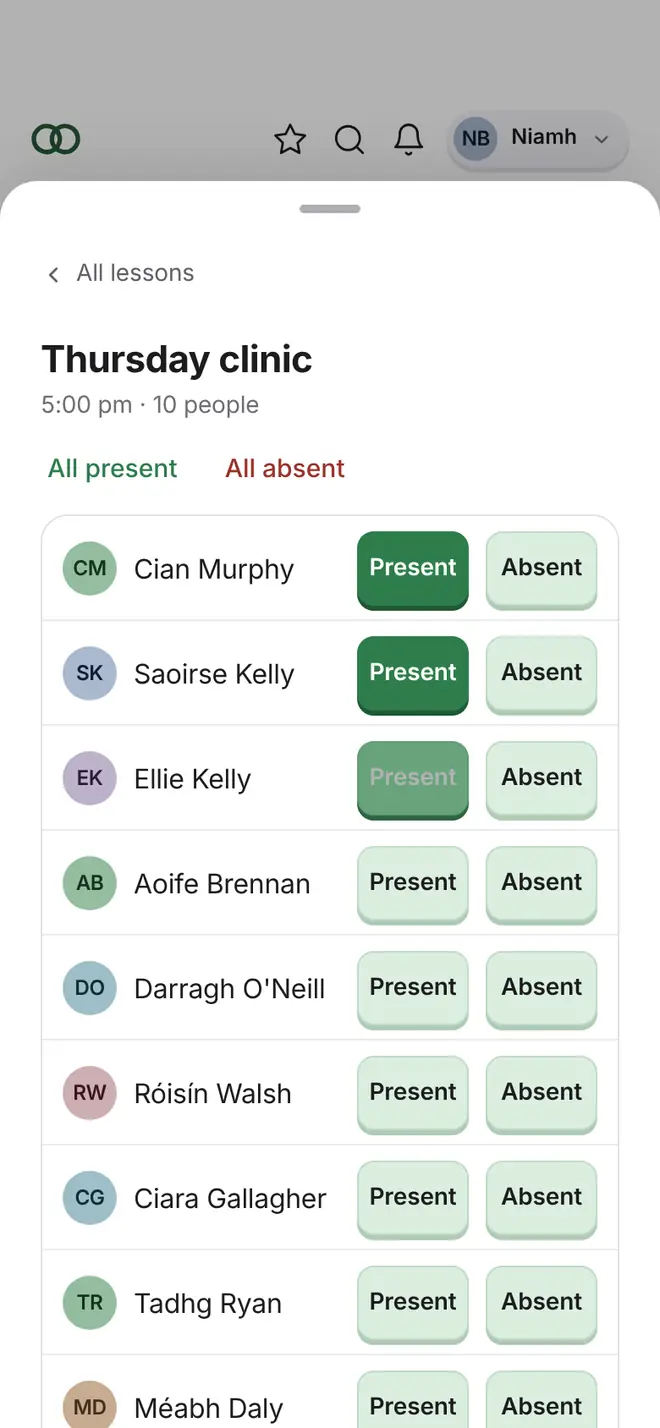 NB Niamh
All lessons
Thursday clinic
5:00 pm · 10 people
All present All absent
CM Cian Murphy Present Absent
SK Saoirse Kelly Present Absent
EK Ellie Kelly Present Absent
AB Aoife Brennan Present Absent
DO Darragh O'Neill Present Absent
RW Róisín Walsh Present Absent
CG Ciara Gallagher Present Absent
TR Tadhg Ryan Present Absent
MD Méabh Daly Present Absent